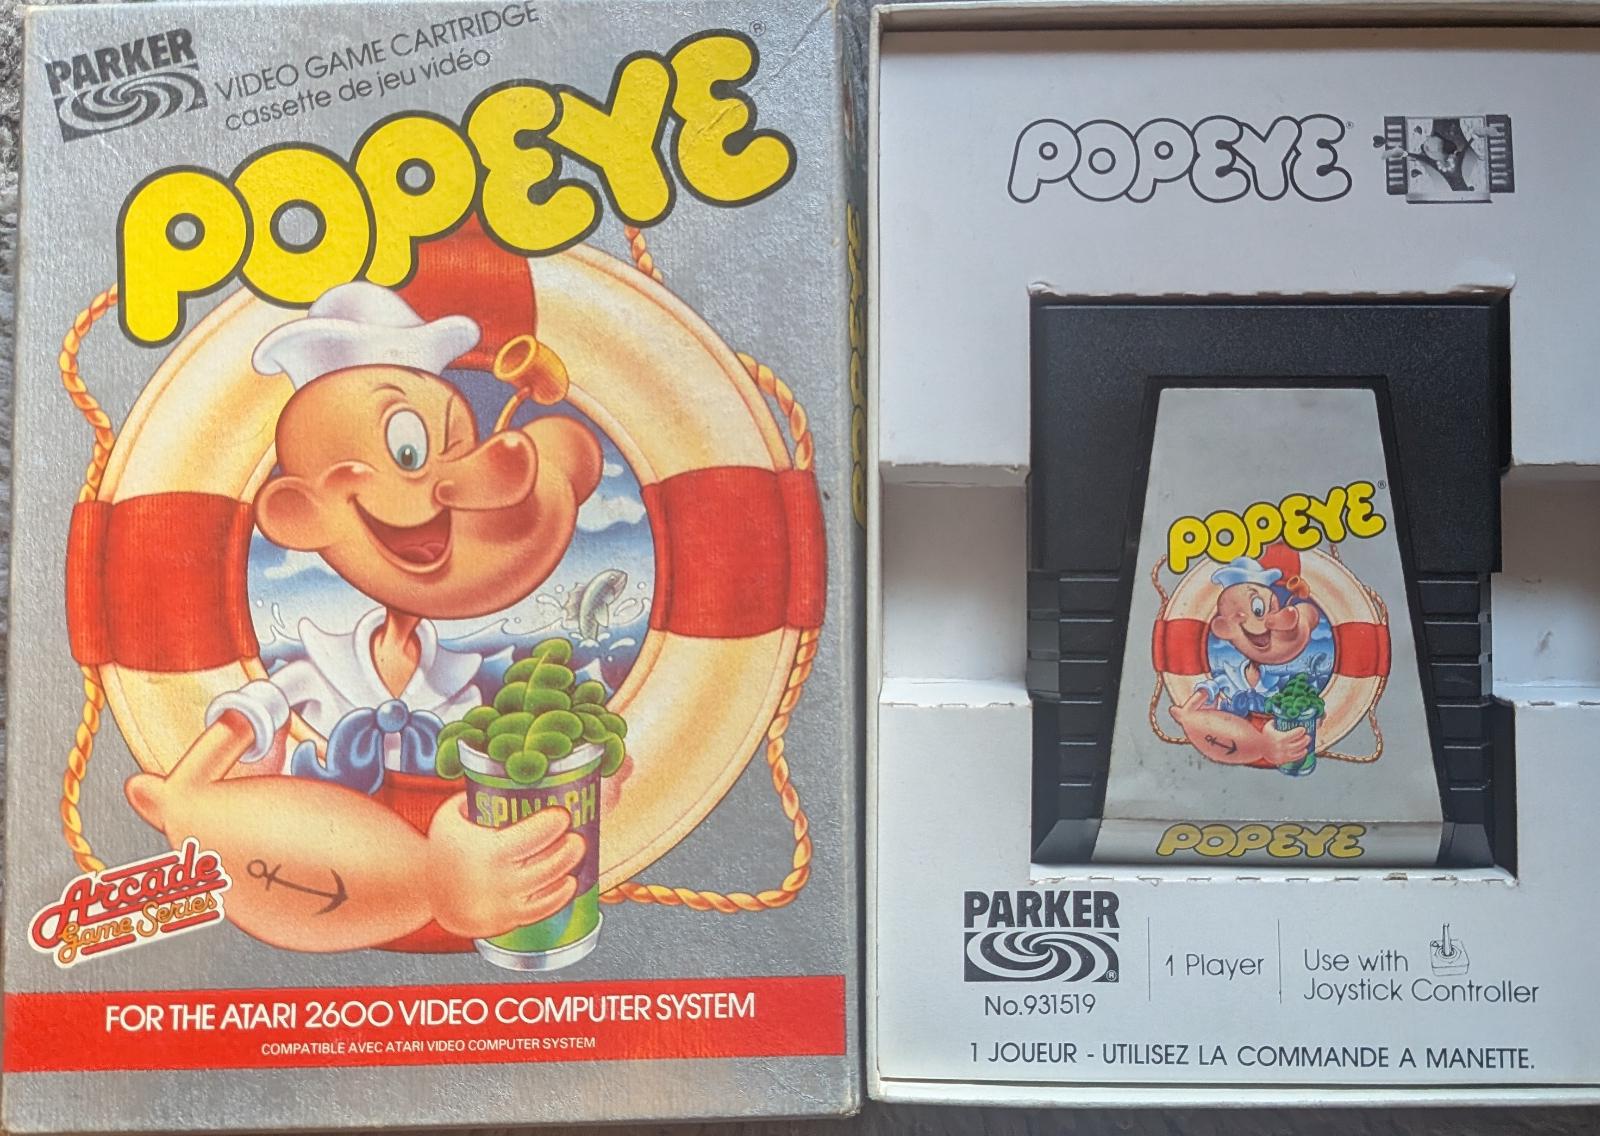 PARKER
VIDEO GAME CARTRIDGE
cassette de jeu vidéo
POPEYE®
SPINACH
Arcade
Game Series
FOR THE ATARI 2600 VIDEO COMPUTER SYSTEM
COMPATIBLE AVEC ATARI VIDEO COMPUTER SYSTEM
POPEYE
POPEYE®
POPEYE®
SPINACH
POPEYE
PARKER
®
No.931519
1 Player
Use with
Joystick Controller
1 JOUEUR - UTILISEZ LA COMMANDE A MANETTE.